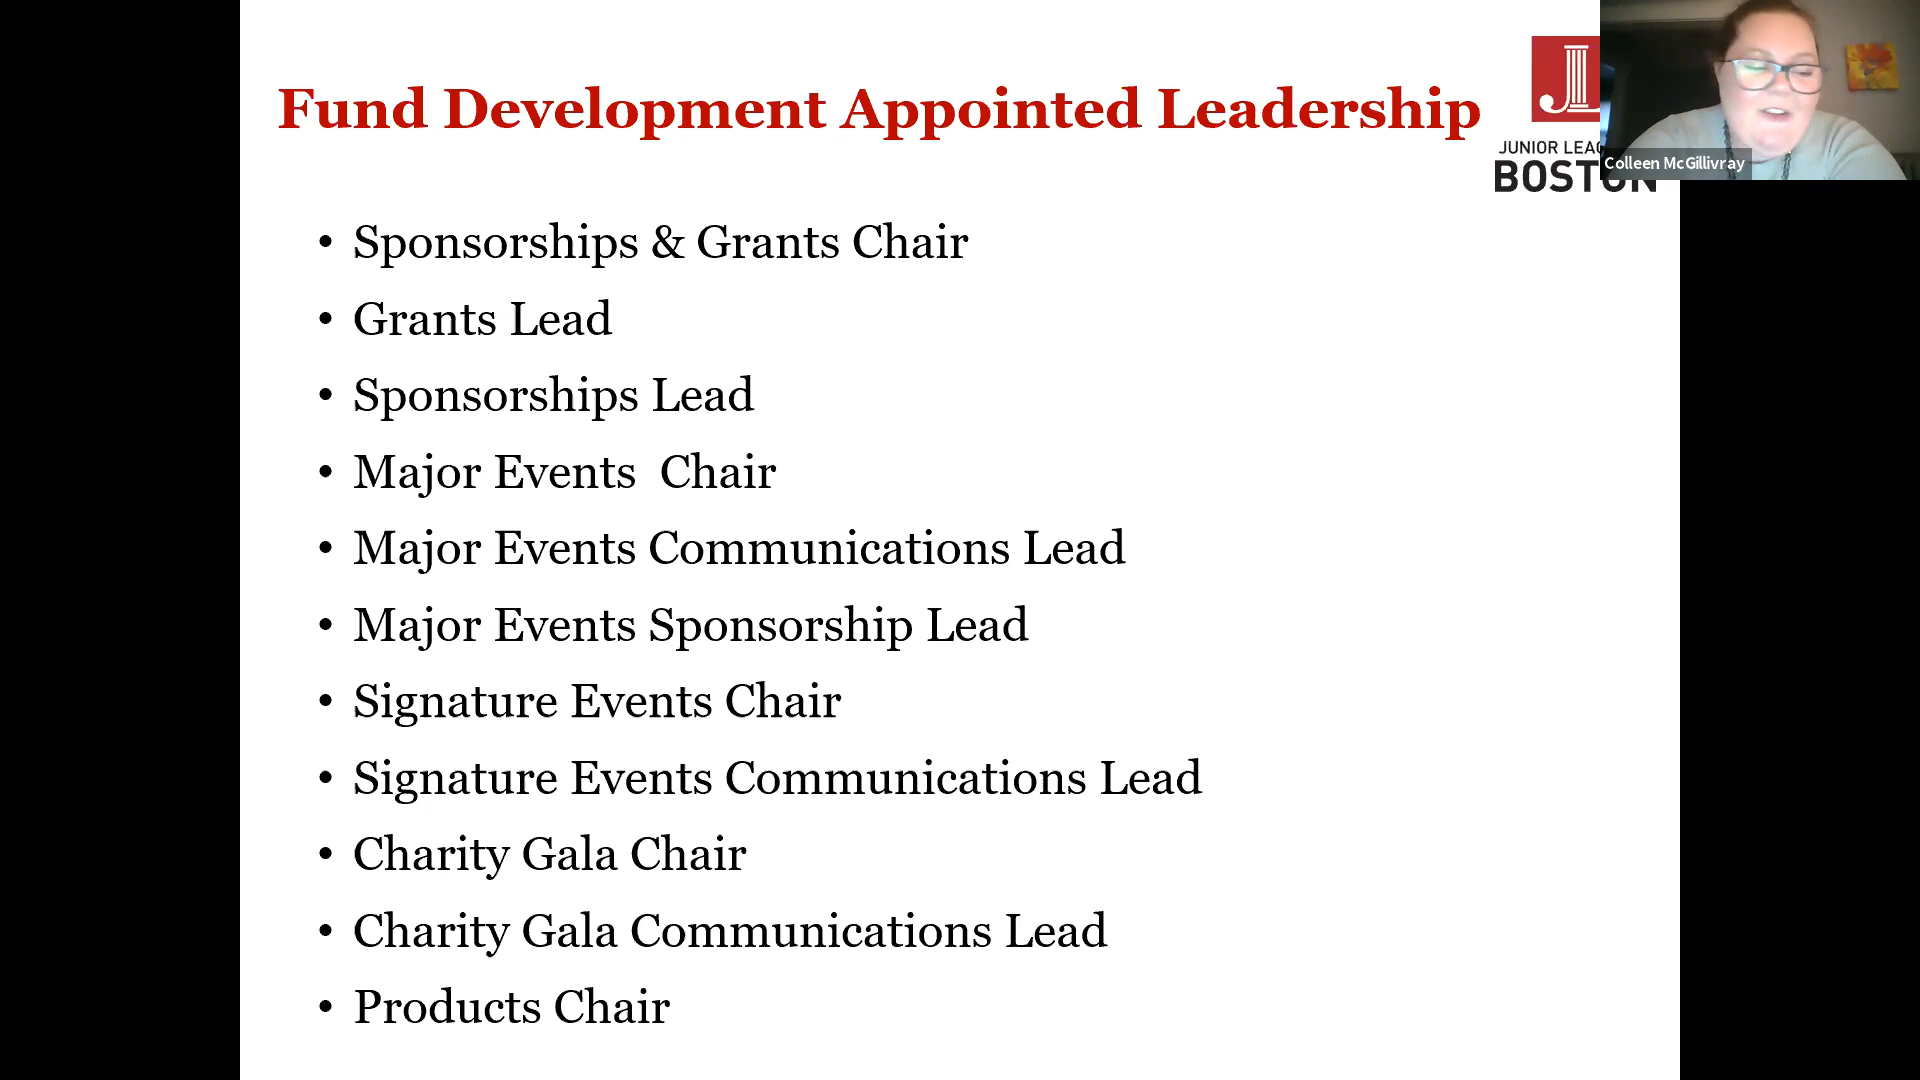 Fund Development Appointed Leadership
JUNIOR LEAG
BOSTON
Colleen McGillivray
• Sponsorships & Grants Chair
• Grants Lead
• Sponsorships Lead
• Major Events  Chair
• Major Events Communications Lead
• Major Events Sponsorship Lead
• Signature Events Chair
• Signature Events Communications Lead
• Charity Gala Chair
• Charity Gala Communications Lead
• Products Chair